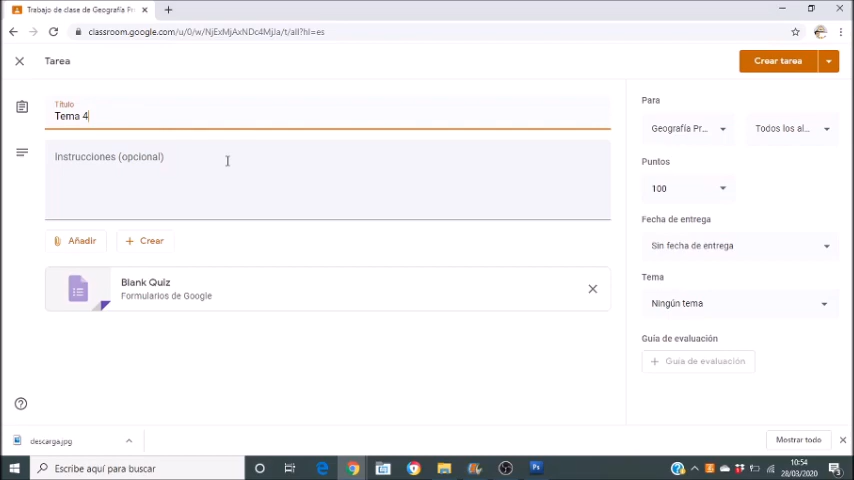 Trabajo de clase de Geografía Pr
classroom.google.com/u/0/w/NjExMjAxNDc4MjIa/t/all?hl=es
Tarea
Crear tarea
Título
Tema 4
Instrucciones (opcional)
Añadir
Crear
Blank Quiz
Formularios de Google
Para
Geografía Pr...
Todos los al...
Puntos
100
Fecha de entrega
Sin fecha de entrega
Tema
Ningún tema
Guía de evaluación
Guía de evaluación
descarga.jpg
Mostrar todo
Escribe aquí para buscar
10:54
28/03/2020